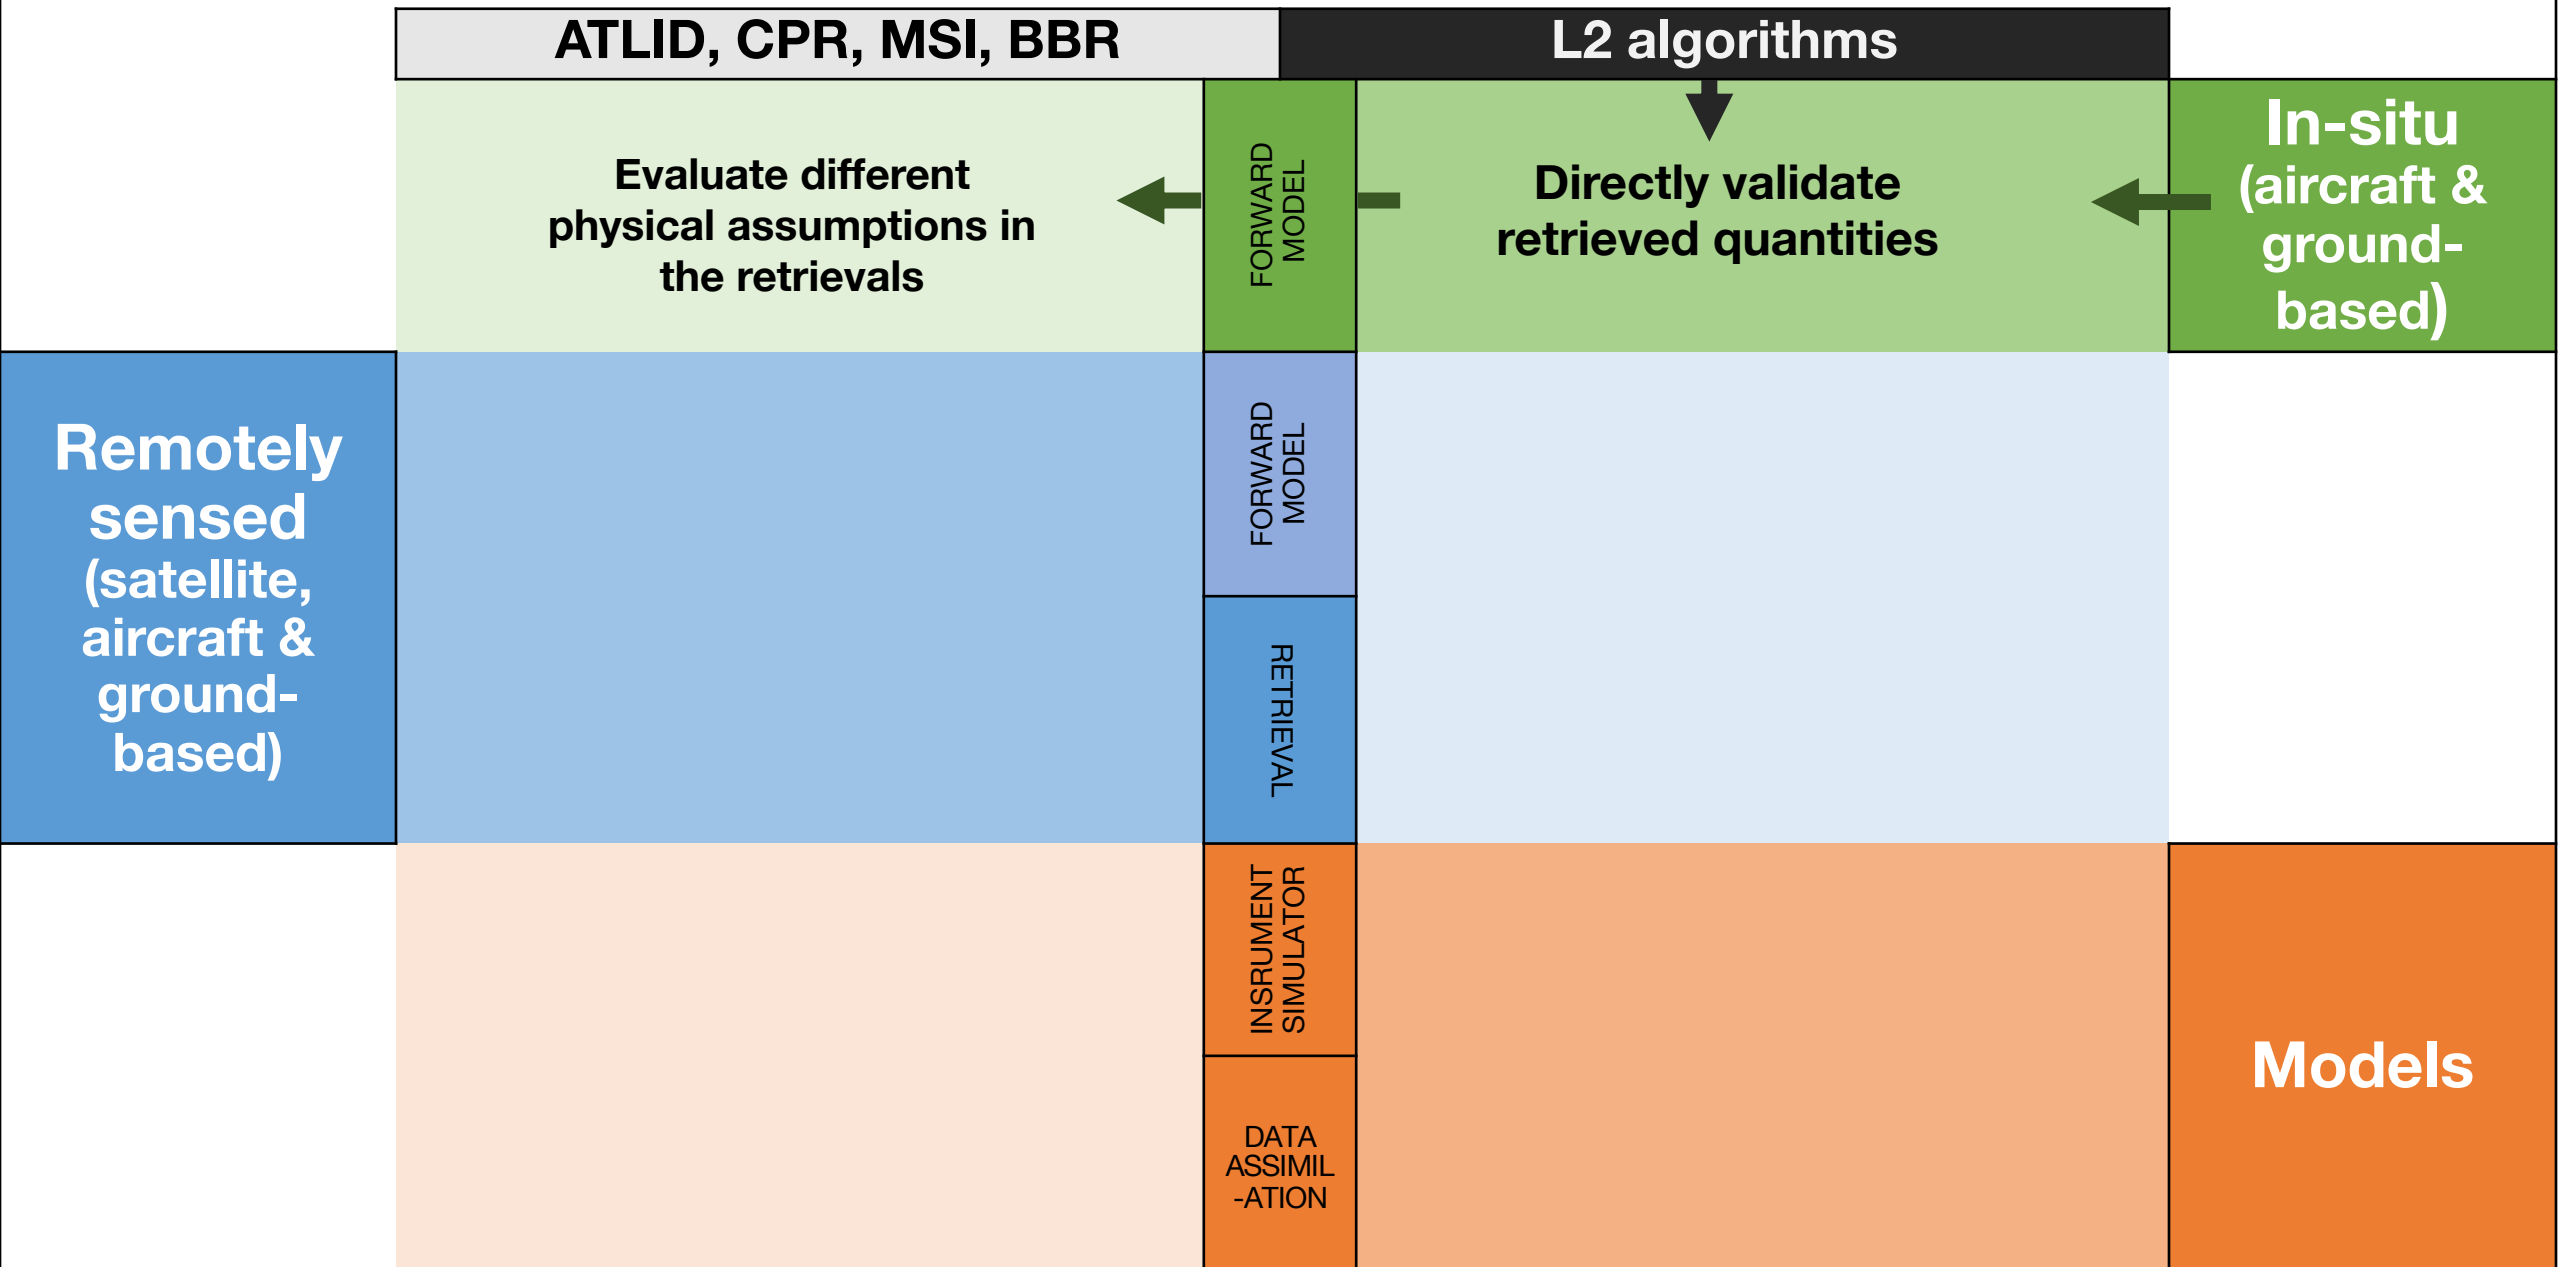 ATLID, CPR, MSI, BBR
L2 algorithms
Evaluate different
physical assumptions in
the retrievals
FORWARD
MODEL
Directly validate
retrieved quantities
In-situ
(aircraft &
ground-
based)
Remotely
sensed
(satellite,
aircraft &
ground-
based)
FORWARD
MODEL
RETRIEVAL
INSRUMENT
SIMULATOR
DATA
ASSIMIL
-ATION
Models